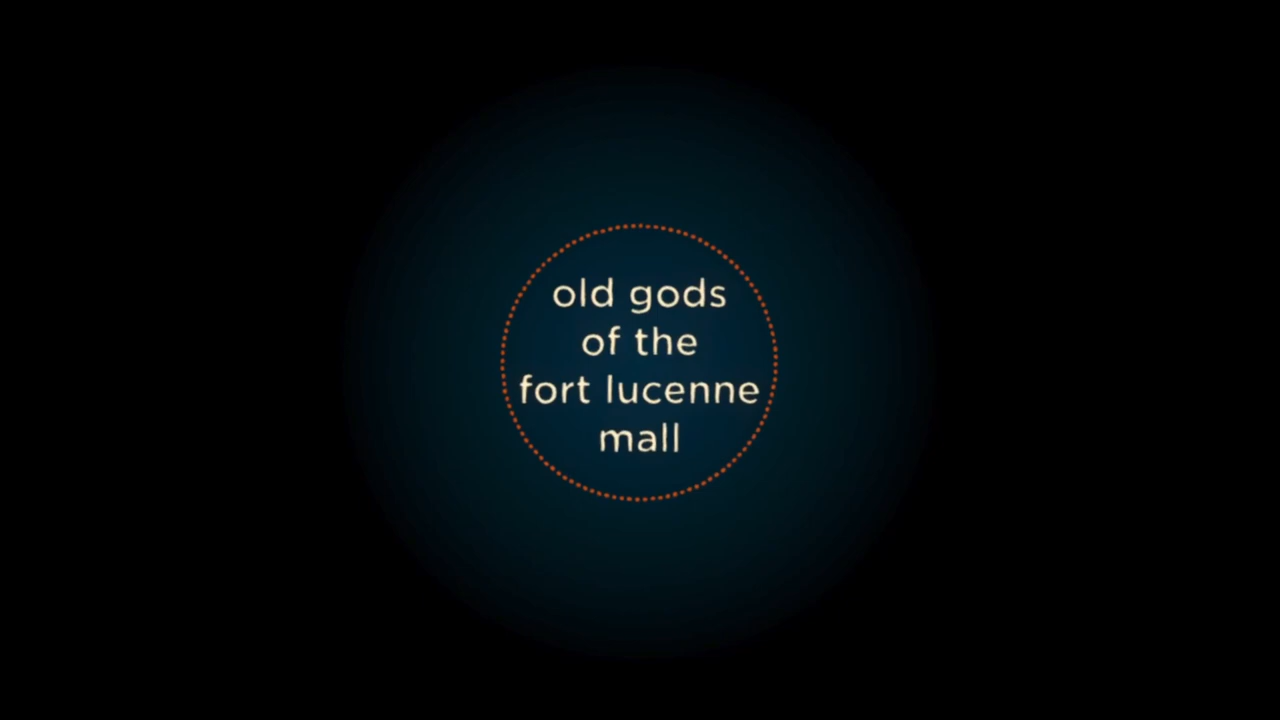 old gods
of the
fort lucenne
mall